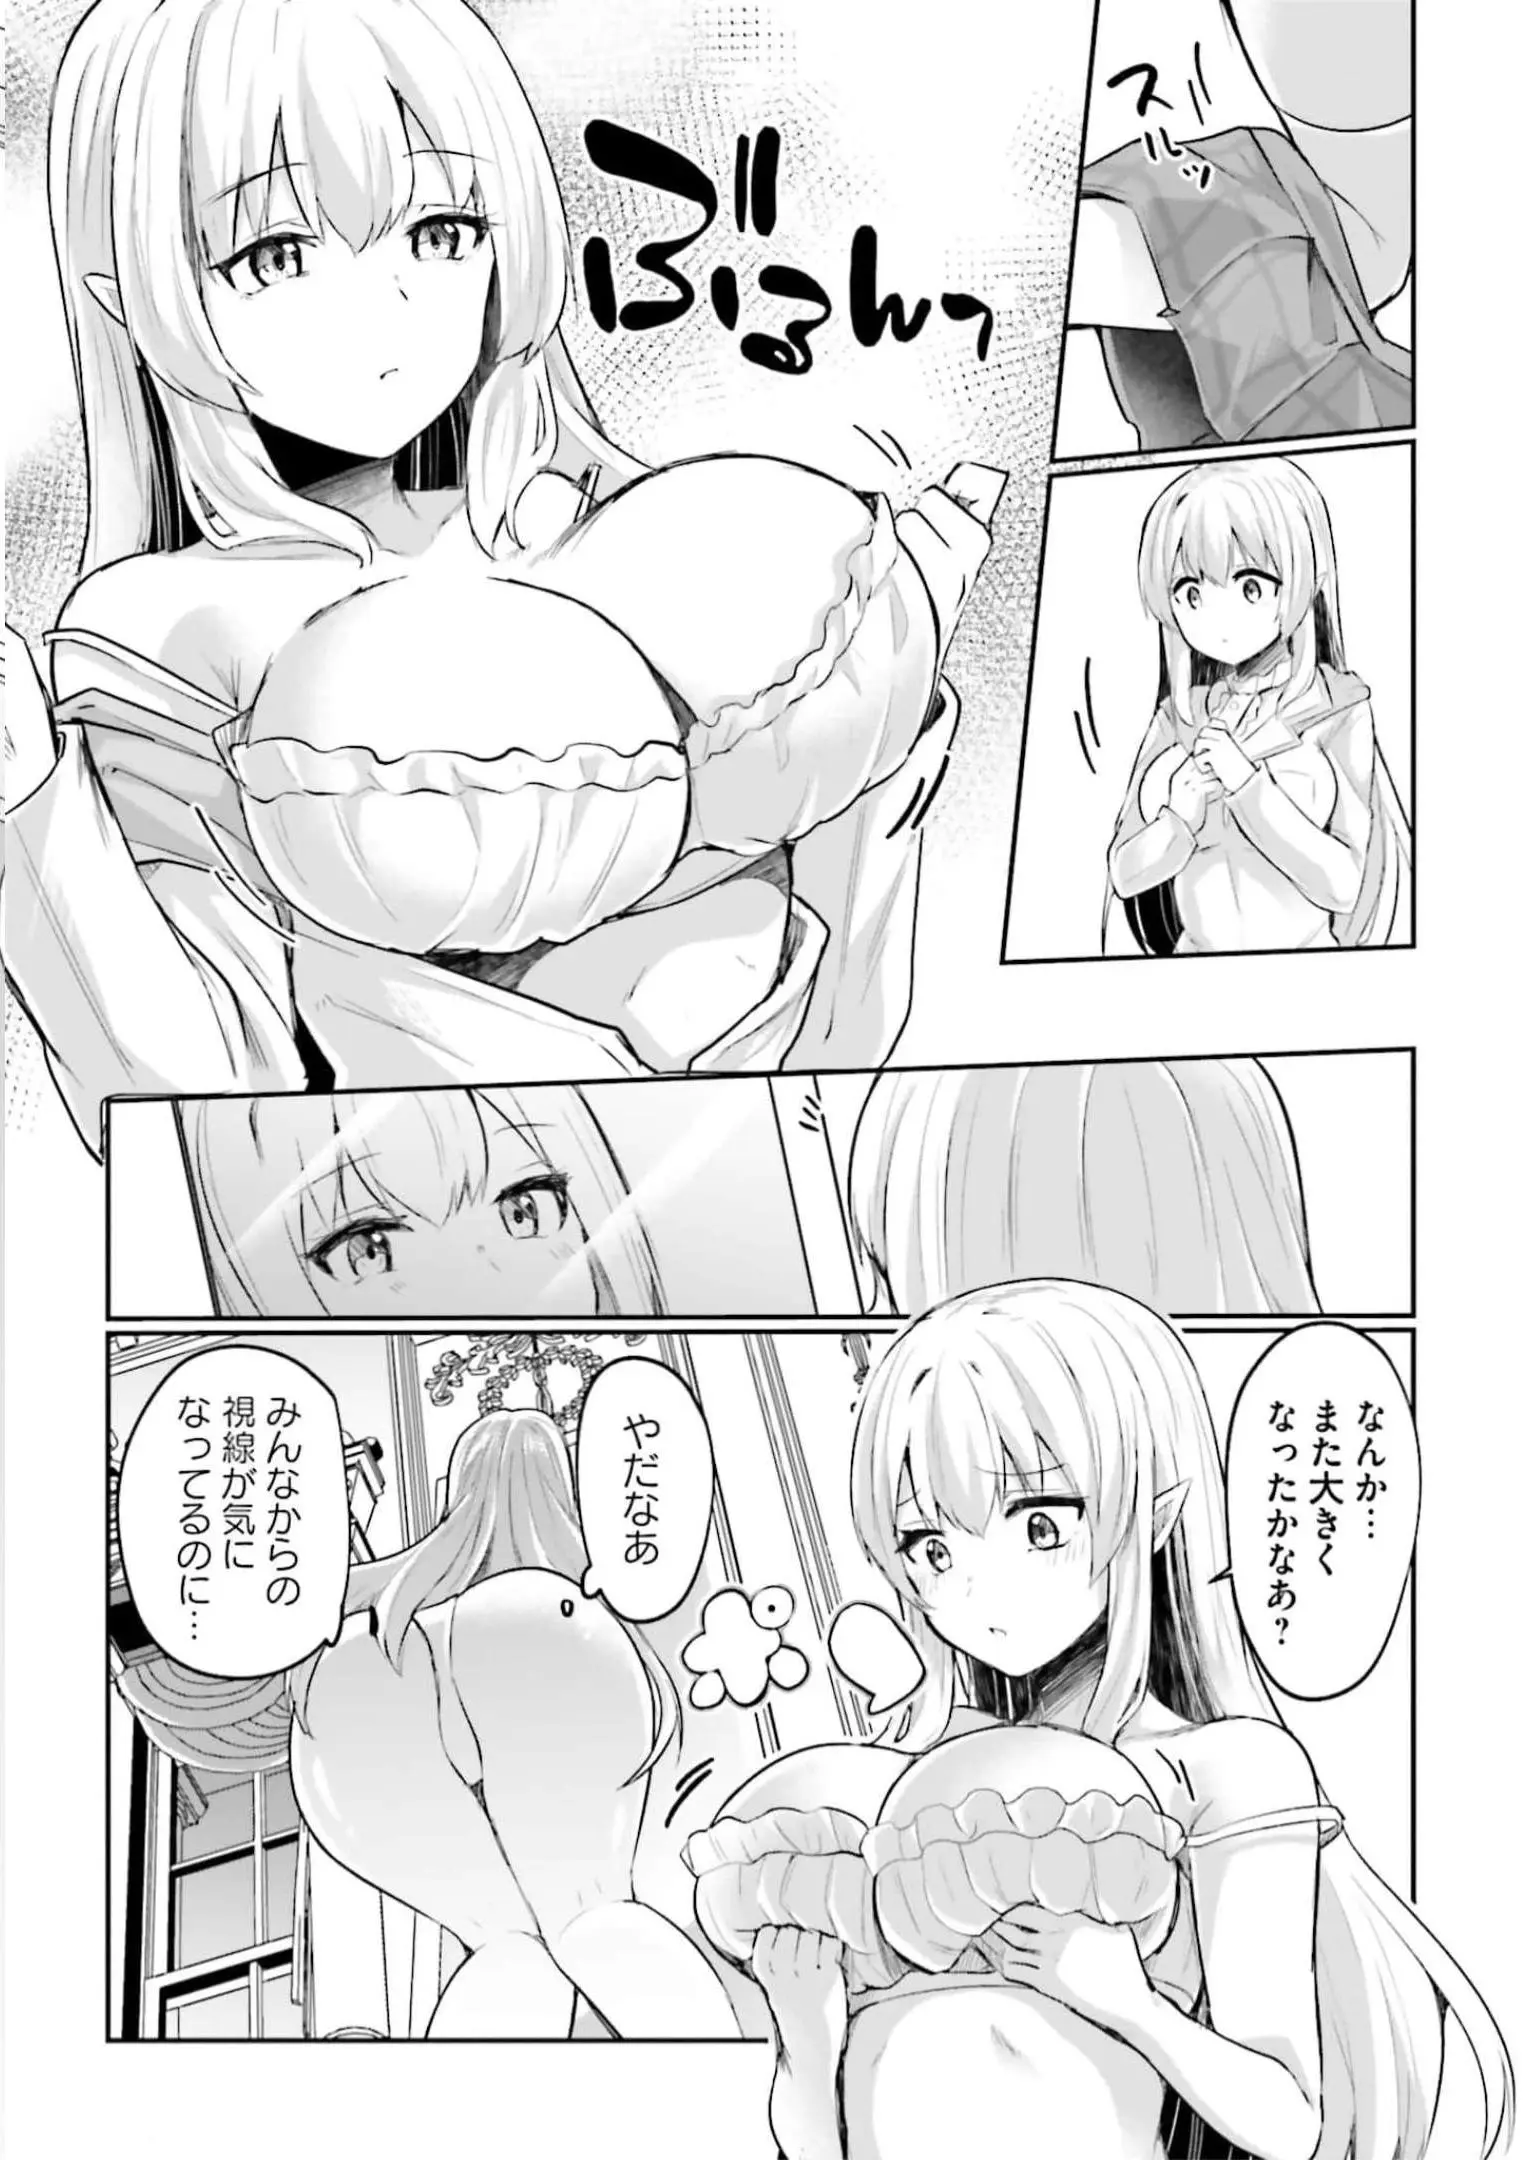 スルッ
ぶるんっ
なんか…
また大きく
なったかなあ?
やだなあ
みんなからの
視線が気に
なってるのに…